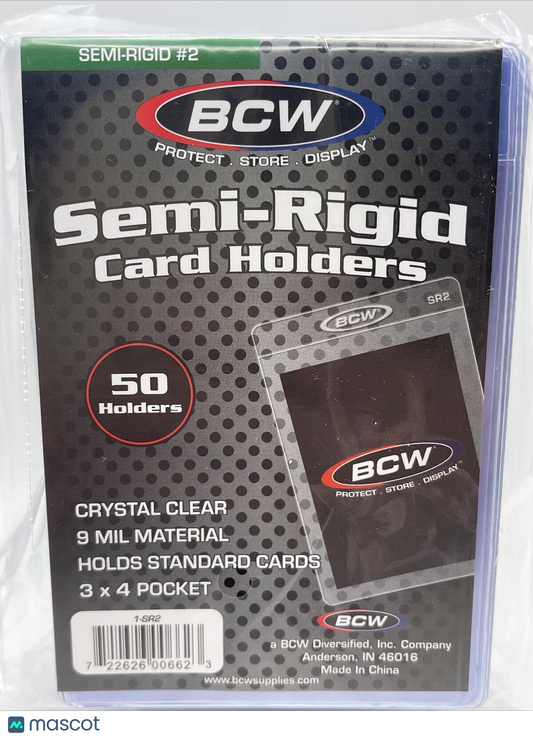 SEMI-RIGID #2
BCW®
PROTECT . STORE . DISPLAY™
Semi-Rigid
Card Holders
SR2
BCW®
50
Holders
BCW
PROTECT . STORE . DISPLAY™
CRYSTAL CLEAR
9 MIL MATERIAL
HOLDS STANDARD CARDS
3 x 4 POCKET
1-SR2
7 22626 00662 3
BCW
a BCW Diversified, Inc. Company
Anderson, IN 46016
Made In China
www.bcwsupplies.com
M. mascot